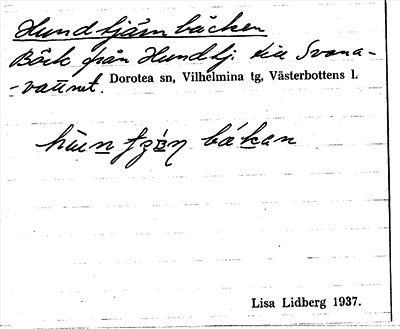 Hundtjärnbäcken
Bäck från Hundtj. till Svana-
-vattnet. Dorotea sn, Vilhelmina tg, Västerbottens l.
Lisa Lidberg 1937.